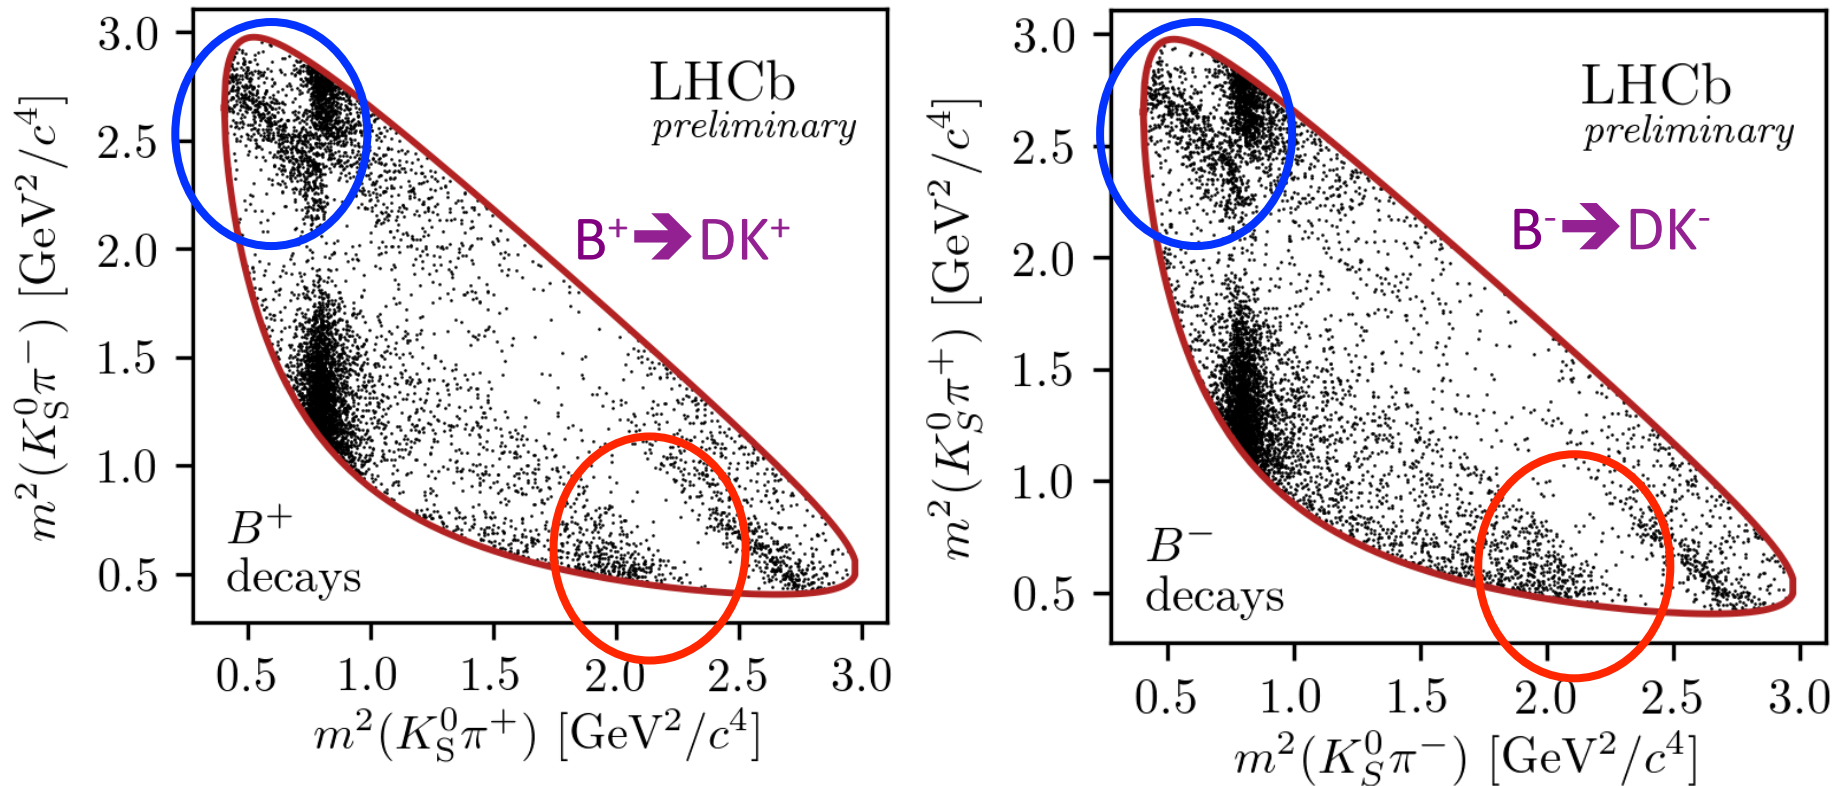 3.0
2.5
2.0
1.5
1.0
0.5
m²(K⁰_Sπ⁻) [GeV²/c⁴]
LHCb
preliminary
B⁺➔DK⁺
B⁺
decays
0.5 1.0 1.5 2.0 2.5 3.0
m²(K⁰_Sπ⁺) [GeV²/c⁴]
3.0
2.5
2.0
1.5
1.0
0.5
m²(K⁰_Sπ⁺) [GeV²/c⁴]
LHCb
preliminary
B⁻➔DK⁻
B⁻
decays
0.5 1.0 1.5 2.0 2.5 3.0
m²(K⁰_Sπ⁻) [GeV²/c⁴]